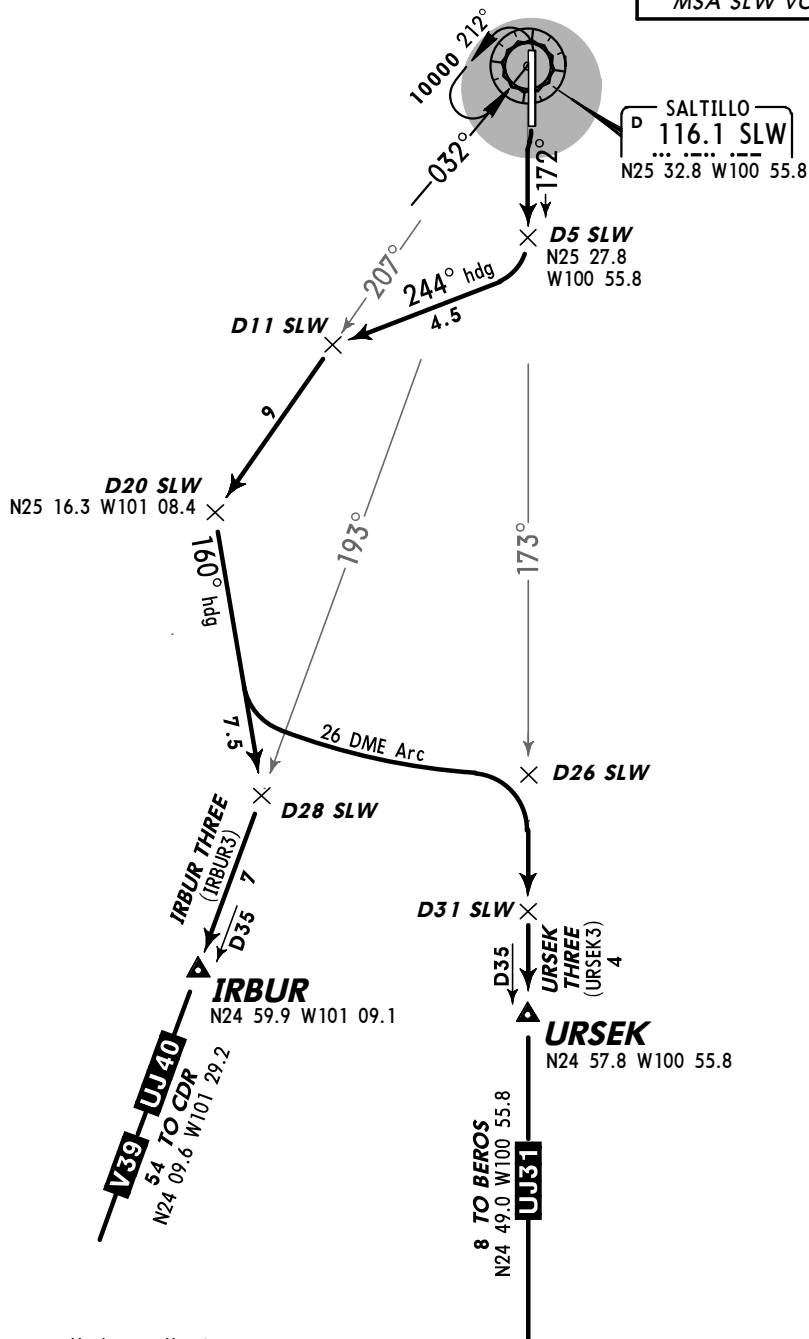 MSA SLW VO
10000 212°
SALTILLO
D 116.1 SLW
N25 32.8 W100 55.8
032°
172°
D5 SLW
N25 27.8
W100 55.8
207°
244° hdg
4.5
D11 SLW
9
D20 SLW
N25 16.3 W101 08.4
193°
173°
160° hdg
7.5
26 DME Arc
D26 SLW
D28 SLW
IRBUR THREE
(IRBUR3)
7
D35
D31 SLW
IRBUR
N24 59.9 W101 09.1
D35
URSEK
THREE
(URSEK3)
4
URSEK
N24 57.8 W100 55.8
V39
UJ40
54 TO CDR
N24 09.6 W101 29.2
8 TO BEROS
N24 49.0 W100 55.8
UJ31